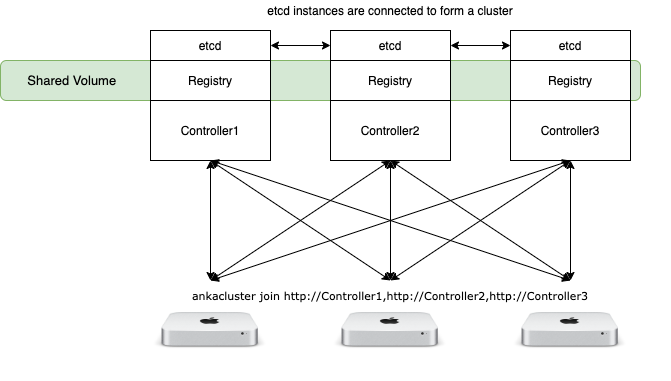 etcd instances are connected to form a cluster
etcd
etcd
etcd
Shared Volume
Registry
Registry
Registry
Controller1
Controller2
Controller3
ankacluster join http://Controller1,http://Controller2,http://Controller3